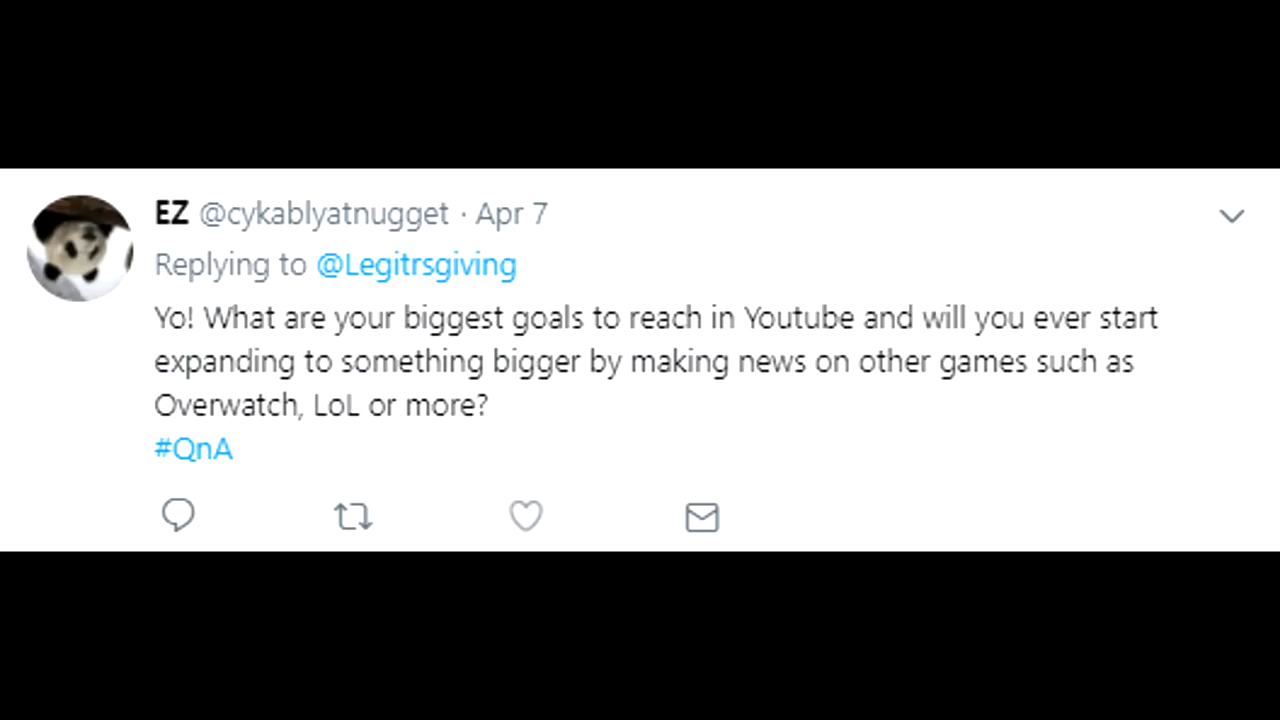 EZ @cykablyatnugget · Apr 7
Replying to @Legitrsgiving
Yo! What are your biggest goals to reach in Youtube and will you ever start
expanding to something bigger by making news on other games such as
Overwatch, LoL or more?
#QnA